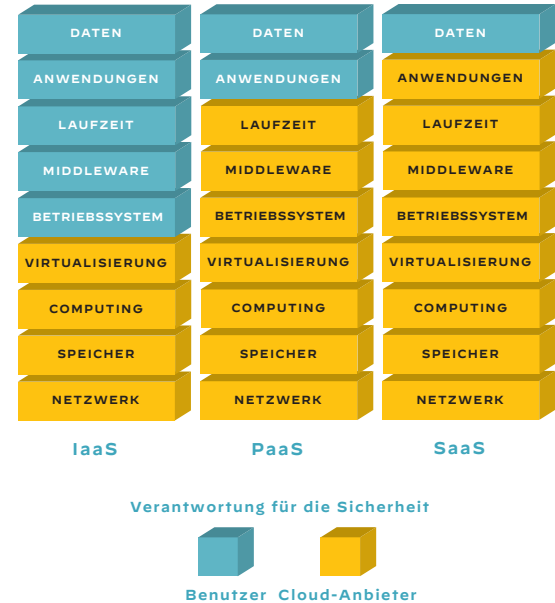 DATEN
ANWENDUNGEN
LAUFZEIT
MIDDLEWARE
BETRIEBSSYSTEM
VIRTUALISIERUNG
COMPUTING
SPEICHER
NETZWERK
IaaS
DATEN
ANWENDUNGEN
LAUFZEIT
MIDDLEWARE
BETRIEBSSYSTEM
VIRTUALISIERUNG
COMPUTING
SPEICHER
NETZWERK
PaaS
DATEN
ANWENDUNGEN
LAUFZEIT
MIDDLEWARE
BETRIEBSSYSTEM
VIRTUALISIERUNG
COMPUTING
SPEICHER
NETZWERK
SaaS
Verantwortung für die Sicherheit
Benutzer
Cloud-Anbieter